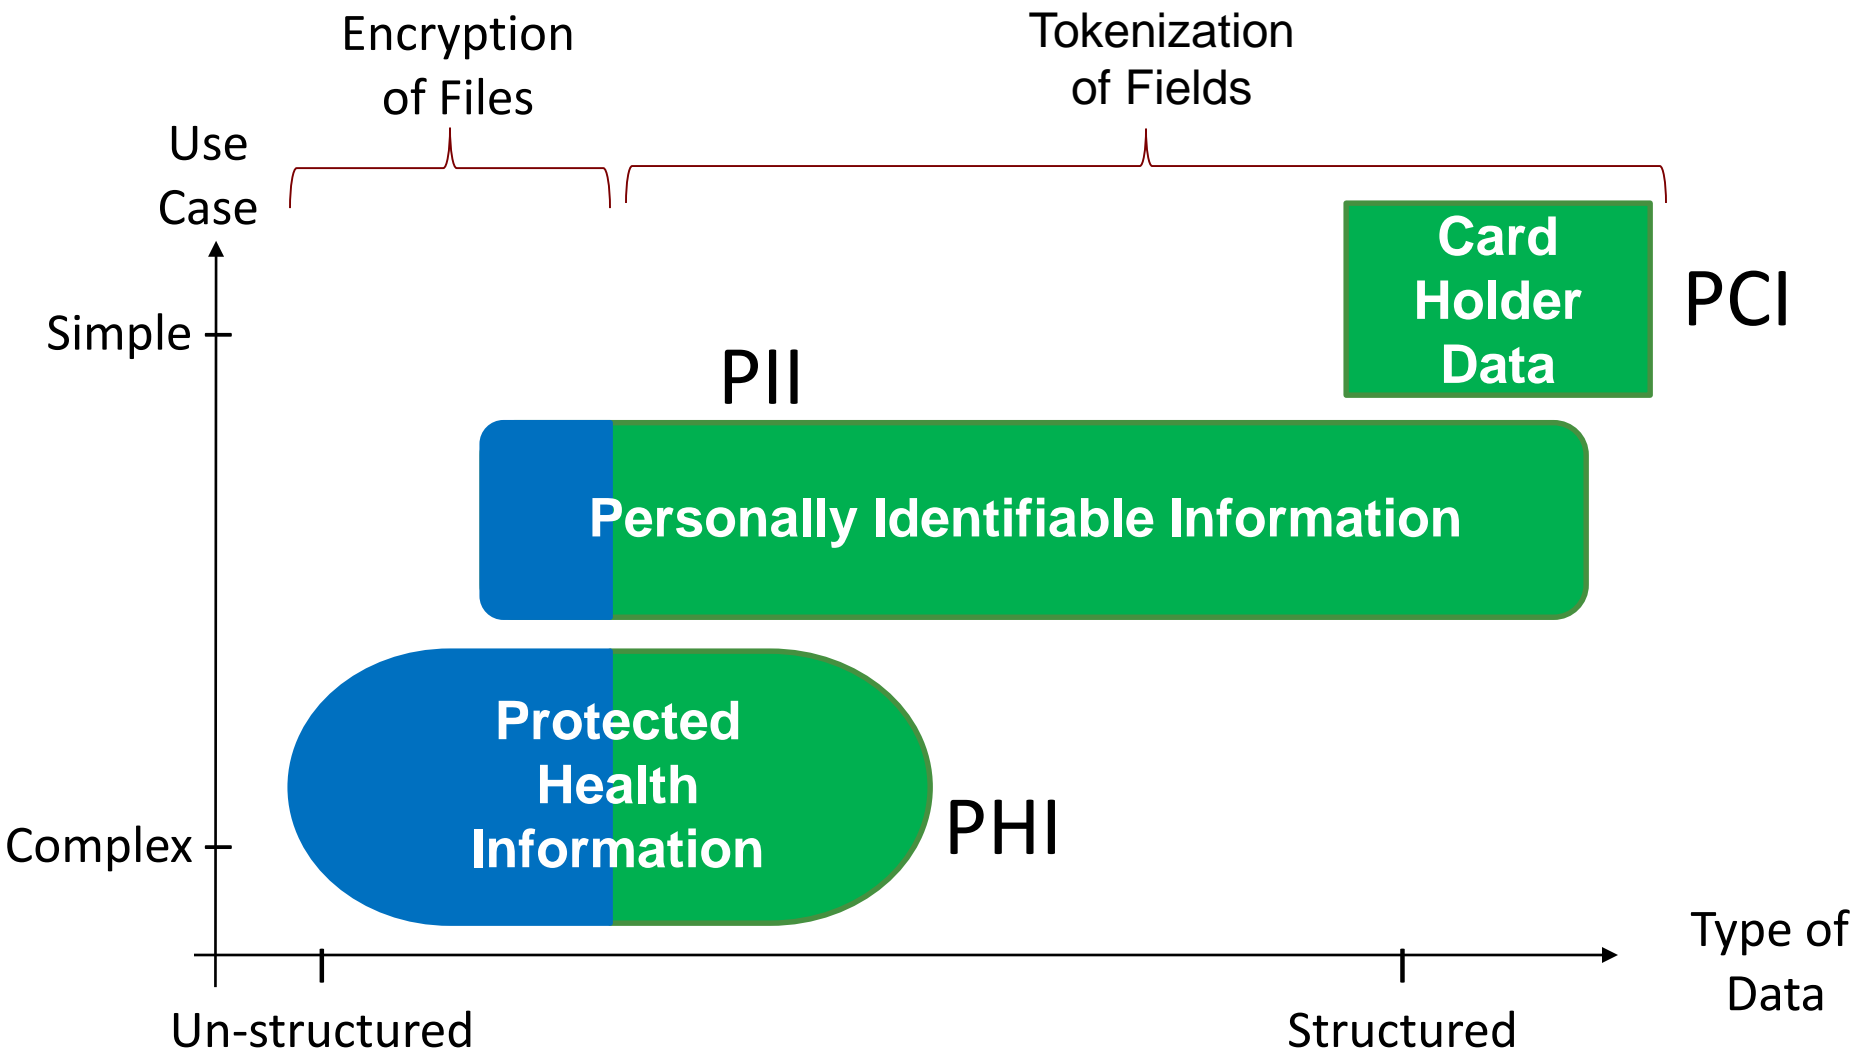 Encryption
of Files
Tokenization
of Fields
Use
Case
Card
Holder
Data
PCI
Simple
PII
Personally Identifiable Information
Protected
Health
Information
PHI
Complex
Type of
Data
Un-structured
Structured